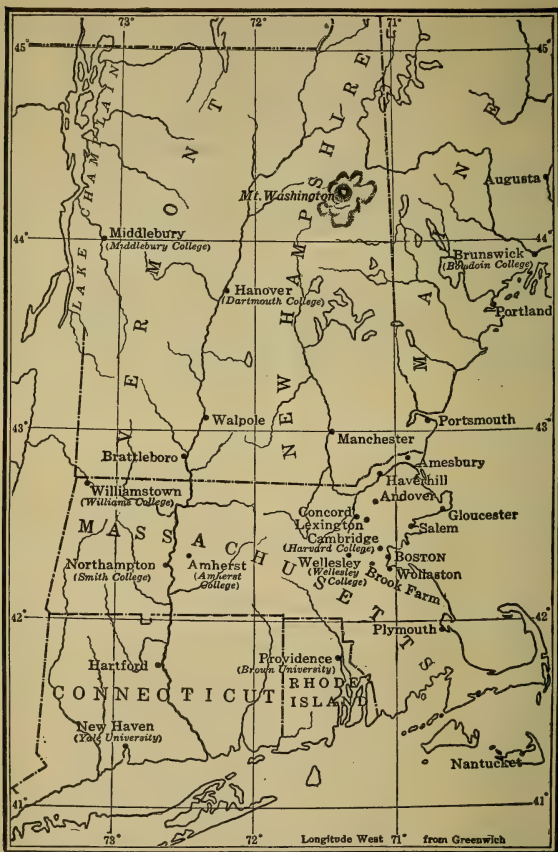 73°
72°
71°
45°
45°
LAKE CHAMPLAIN
VERMONT
NEW HAMPSHIRE
MAINE
Mt. Washington
Augusta
44°
44°
Middlebury
(Middlebury College)
Brunswick
(Bowdoin College)
Hanover
(Dartmouth College)
Portland
43°
43°
Walpole
Portsmouth
Manchester
Brattleboro
Amesbury
Haverhill
Williamstown
(Williams College)
Andover
Gloucester
Concord
Lexington
Salem
MASSACHUSETTS
Cambridge
(Harvard College)
BOSTON
Northampton
(Smith College)
Amherst
(Amherst
College)
Wellesley
(Wellesley
College)
Wollaston
Brook Farm
42°
42°
Plymouth
Hartford
Providence
(Brown University)
CONNECTICUT
RHODE
ISLAND
New Haven
(Yale University)
Nantucket
41°
41°
Longitude West
from Greenwich
73°
72°
71°